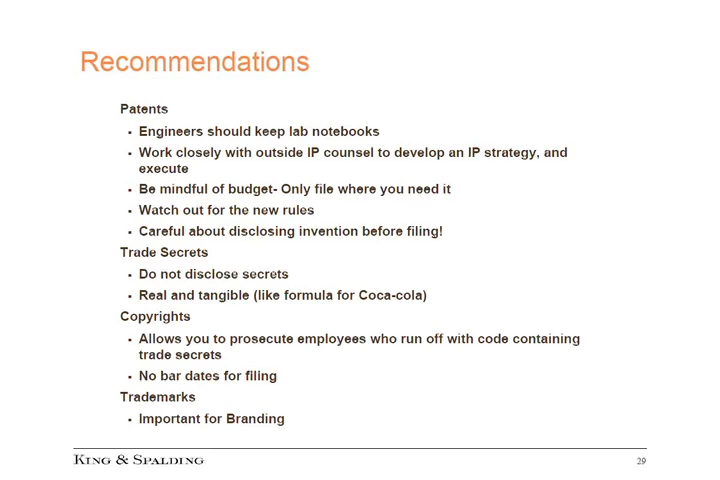 Recommendations
Patents
▪ Engineers should keep lab notebooks
▪ Work closely with outside IP counsel to develop an IP strategy, and
execute
▪ Be mindful of budget- Only file where you need it
▪ Watch out for the new rules
▪ Careful about disclosing invention before filing!
Trade Secrets
▪ Do not disclose secrets
▪ Real and tangible (like formula for Coca-cola)
Copyrights
▪ Allows you to prosecute employees who run off with code containing
trade secrets
▪ No bar dates for filing
Trademarks
▪ Important for Branding
KING & SPALDING
29